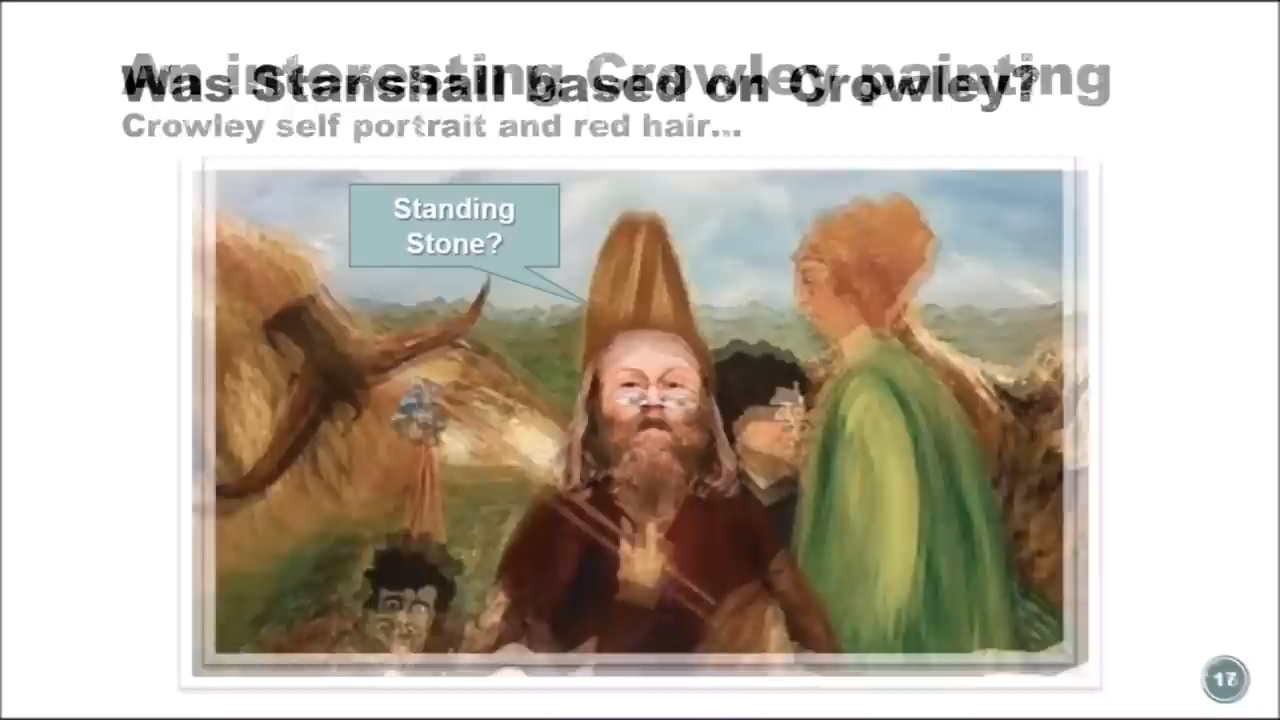 An interesting Crowley painting
Was Stanshall based on Crowley?
Crowley self portrait and red hair...
Standing
Stone?